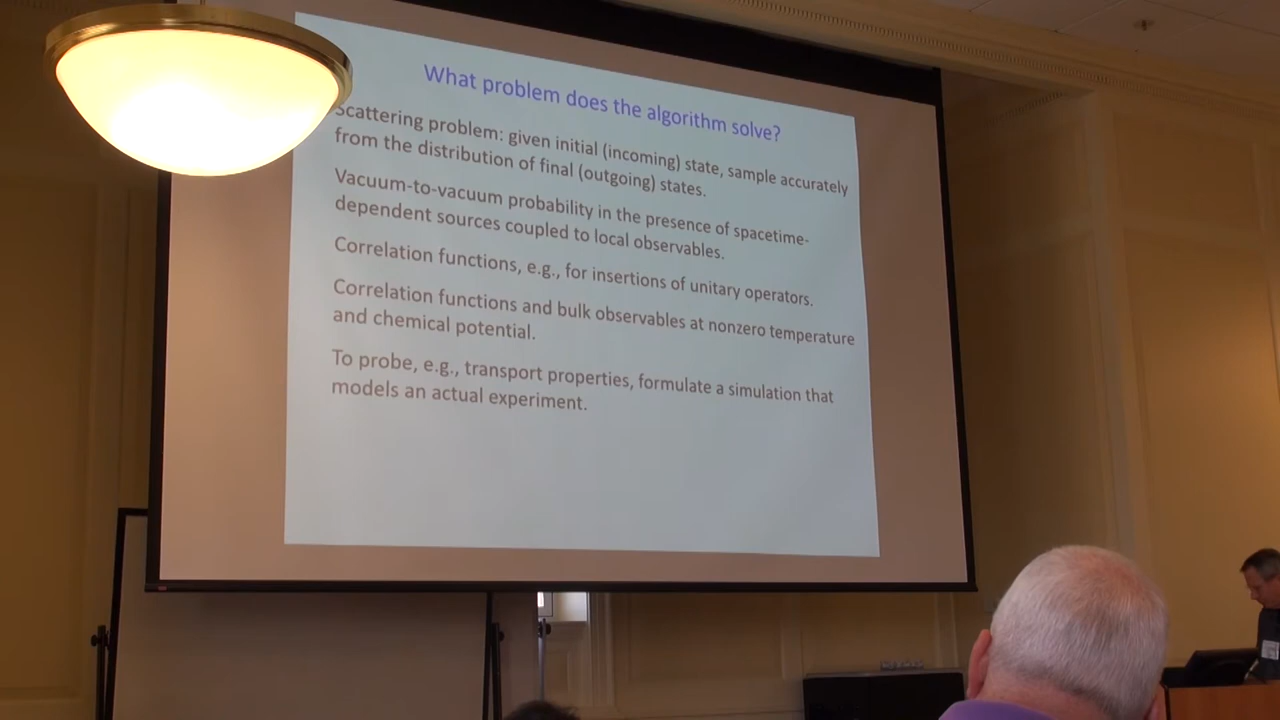 What problem does the algorithm solve?
Scattering problem: given initial (incoming) state, sample accurately
from the distribution of final (outgoing) states.
Vacuum-to-vacuum probability in the presence of spacetime-
dependent sources coupled to local observables.
Correlation functions, e.g., for insertions of unitary operators.
Correlation functions and bulk observables at nonzero temperature
and chemical potential.
To probe, e.g., transport properties, formulate a simulation that
models an actual experiment.